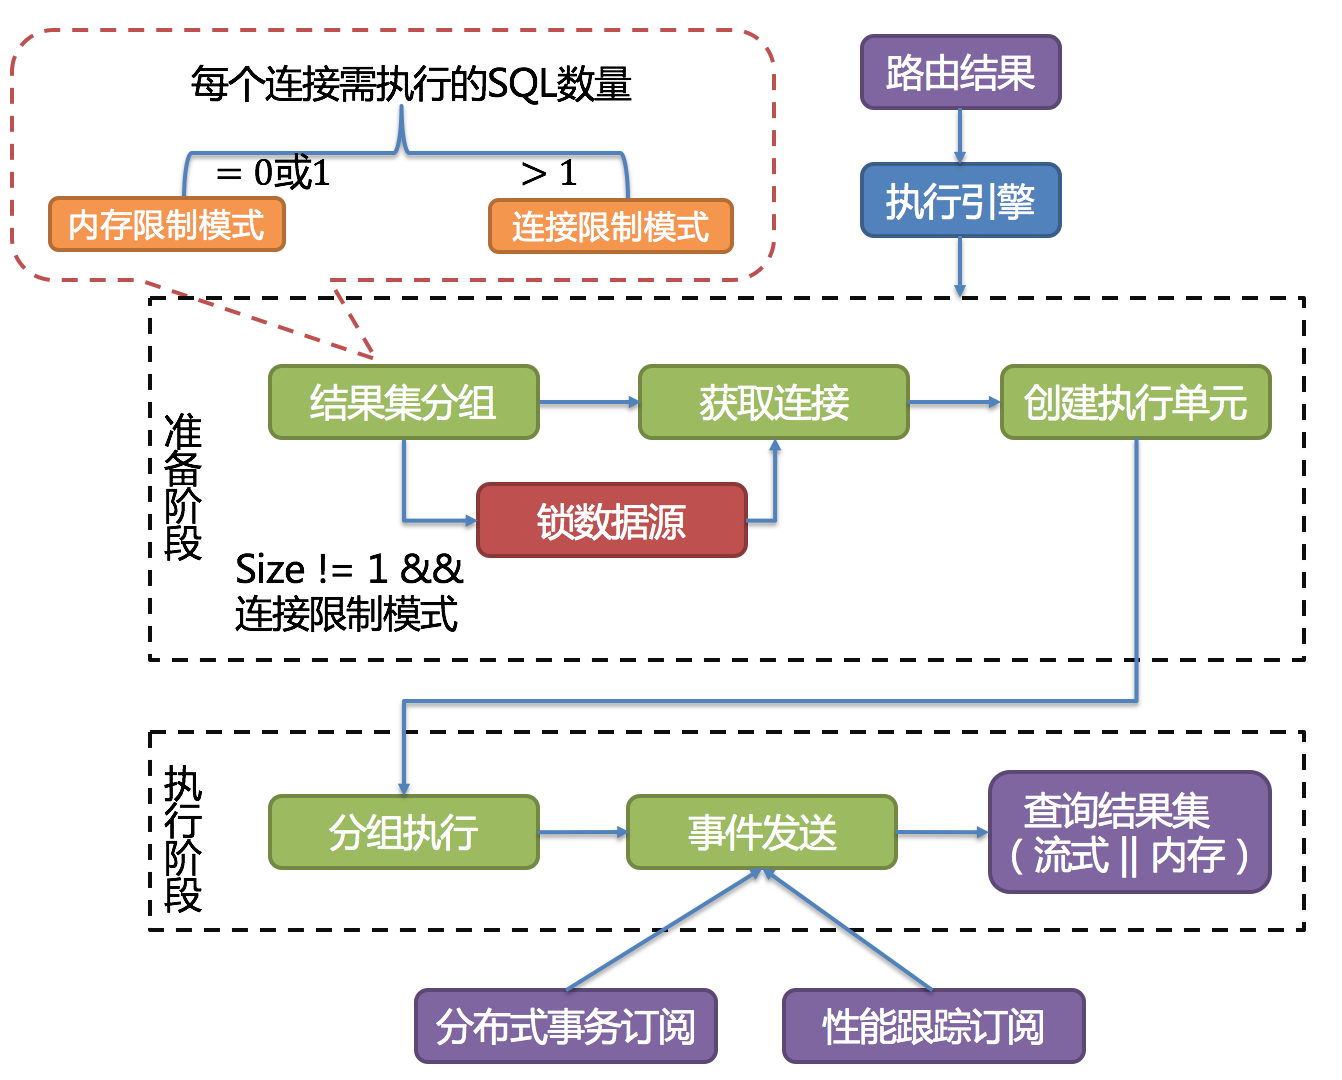 每个连接需执行的SQL数量
= 0或1
> 1
内存限制模式
连接限制模式
路由结果
执行引擎
准备阶段
结果集分组
获取连接
创建执行单元
锁数据源
Size != 1 &&
连接限制模式
执行阶段
分组执行
事件发送
查询结果集
（ 流式 || 内存 ）
分布式事务订阅
性能跟踪订阅